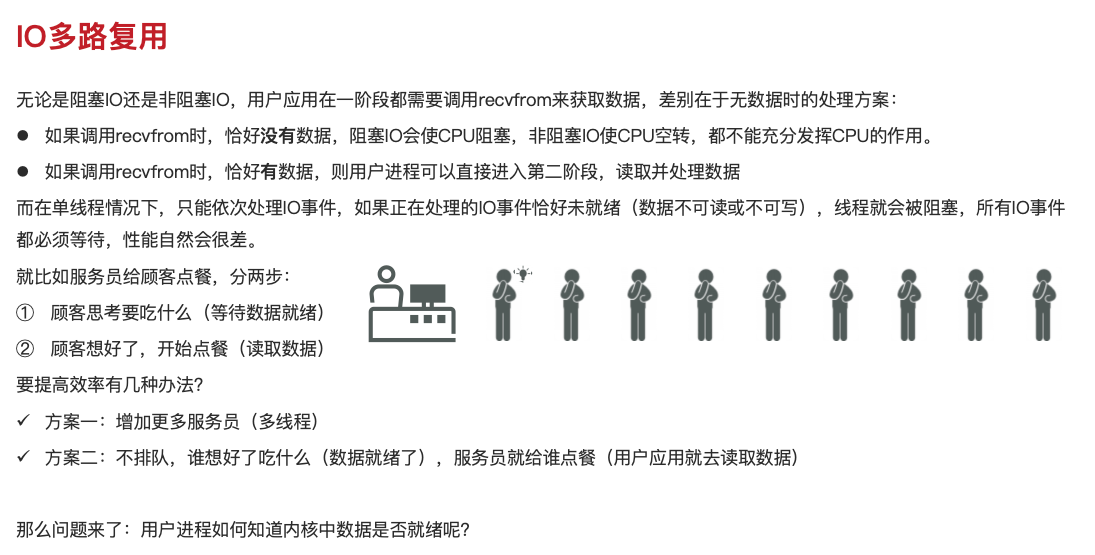 IO多路复用
无论是阻塞IO还是非阻塞IO，用户应用在一阶段都需要调用recvfrom来获取数据，差别在于无数据时的处理方案：
● 如果调用recvfrom时，恰好没有数据，阻塞IO会使CPU阻塞，非阻塞IO使CPU空转，都不能充分发挥CPU的作用。
● 如果调用recvfrom时，恰好有数据，则用户进程可以直接进入第二阶段，读取并处理数据
而在单线程情况下，只能依次处理IO事件，如果正在处理的IO事件恰好未就绪（数据不可读或不可写），线程就会被阻塞，所有IO事件
都必须等待，性能自然会很差。
就比如服务员给顾客点餐，分两步：
① 顾客思考要吃什么（等待数据就绪）
② 顾客想好了，开始点餐（读取数据）
要提高效率有几种办法？
✓ 方案一：增加更多服务员（多线程）
✓ 方案二：不排队，谁想好了吃什么（数据就绪了），服务员就给谁点餐（用户应用就去读取数据）
那么问题来了：用户进程如何知道内核中数据是否就绪呢？